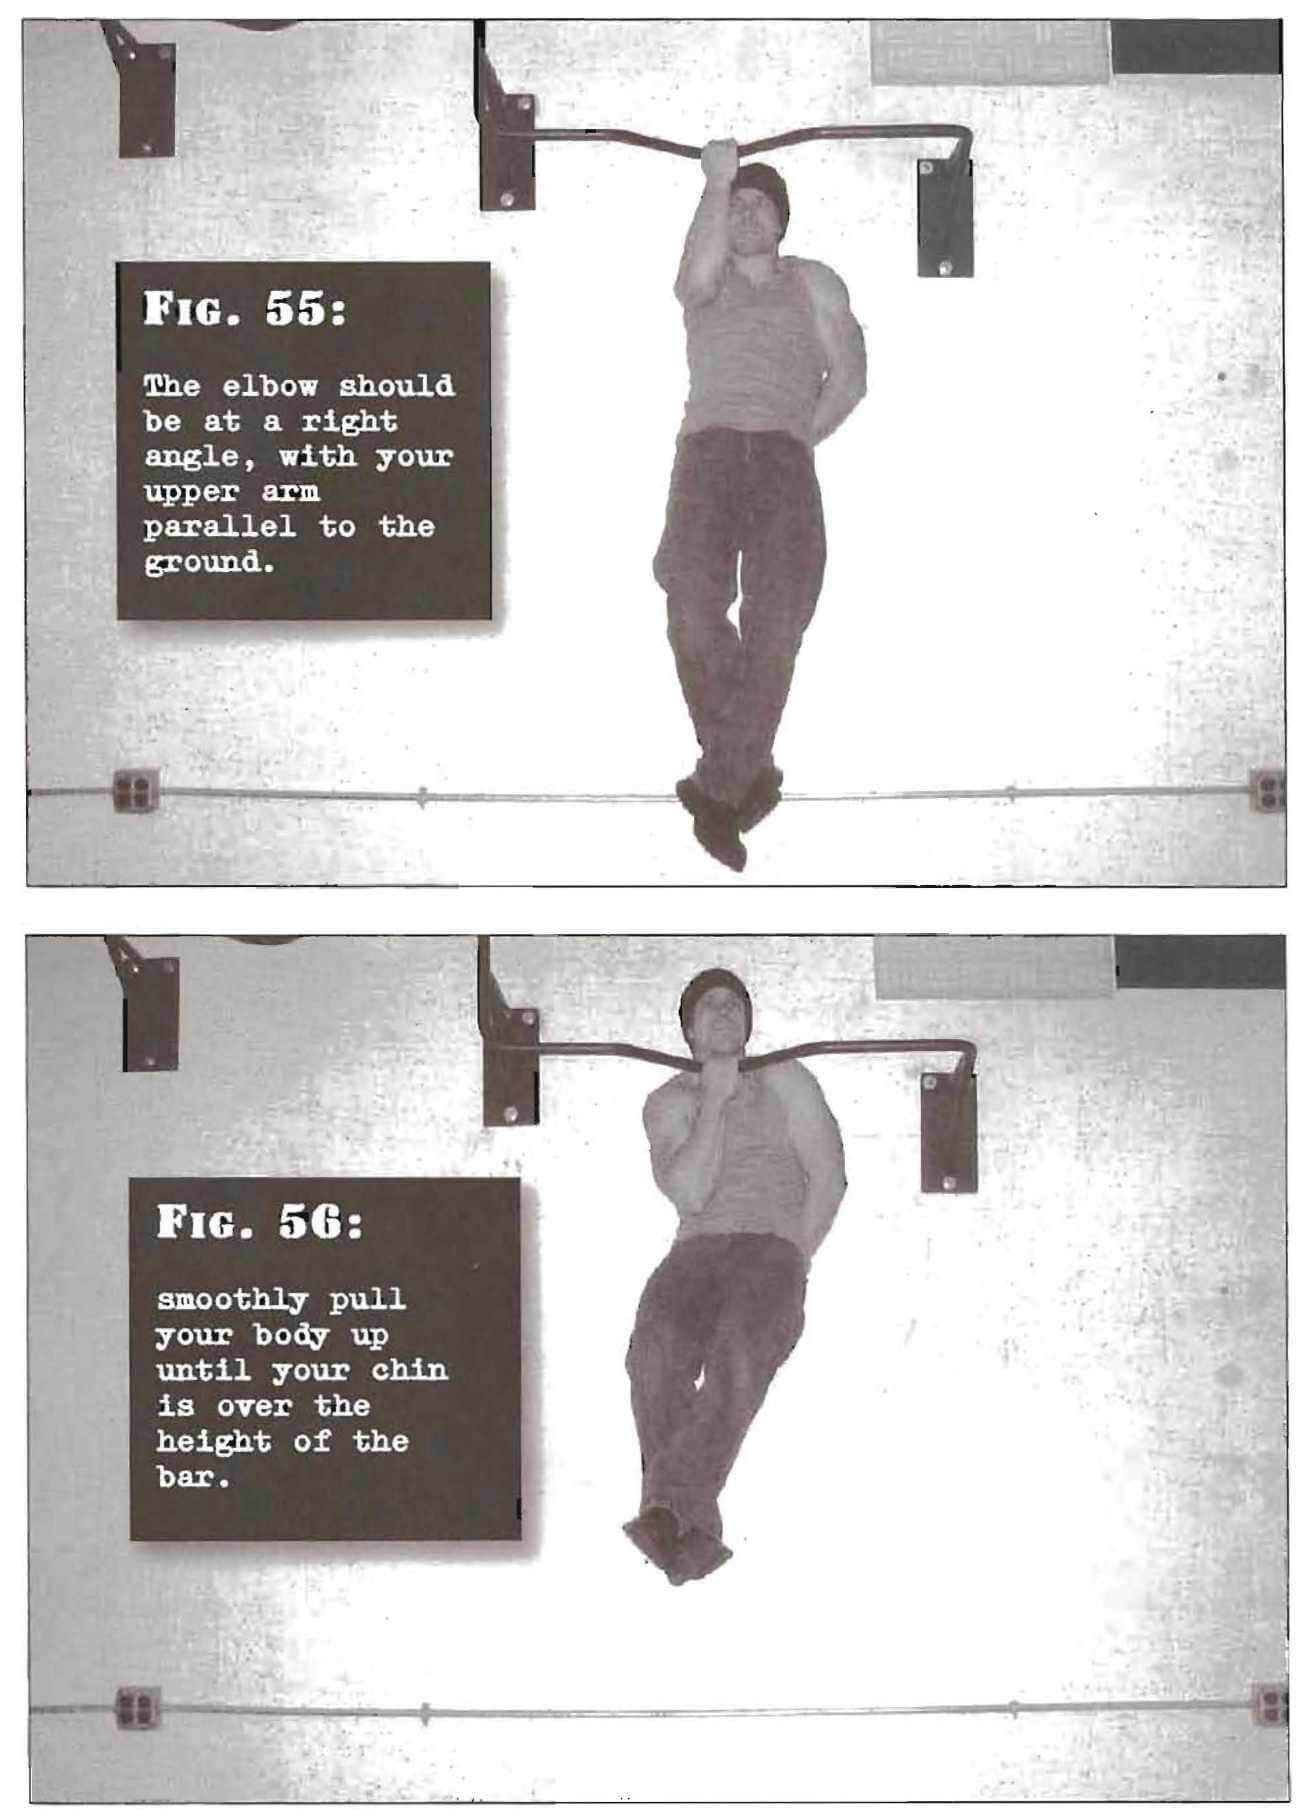 FIG. 55:
The elbow should
be at a right
angle, with your
upper arm
parallel to the
ground.
FIG. 56:
smoothly pull
your body up
until your chin
is over the
height of the
bar.